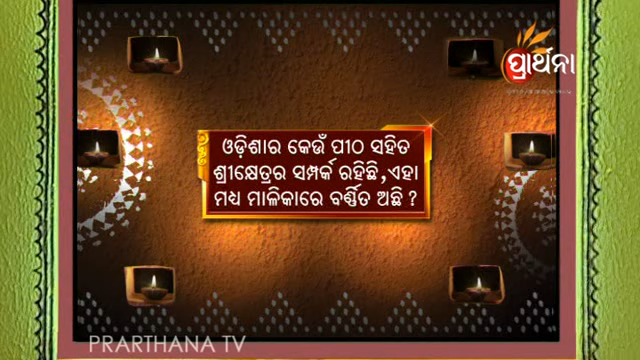 ପ୍ରାର୍ଥନା
ଓଡ଼ିଶାର କେଉଁ ପୀଠ ସହିତ
ଶ୍ରୀକ୍ଷେତ୍ରର ସମ୍ପର୍କ ରହିଛି,ଏହା
ମଧ୍ୟ ମାଳିକାରେ ବର୍ଣ୍ଣିତ ଅଛି ?
PRARTHANA TV